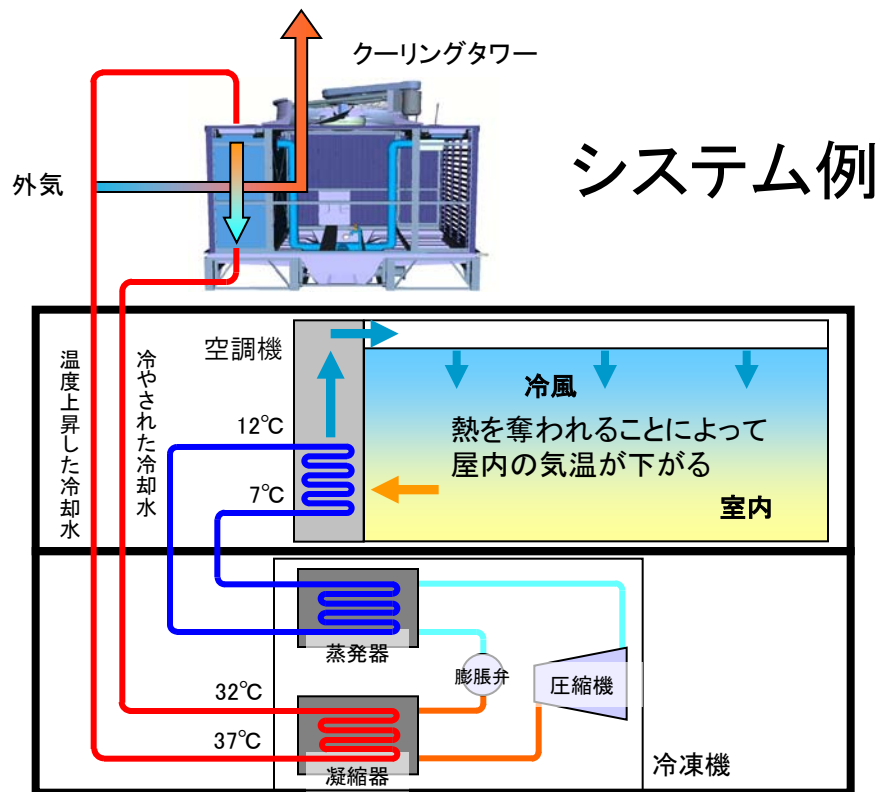 クーリングタワー
システム例
外気
空調機
温度上昇した冷却水
冷やされた冷却水
冷風
12℃
熱を奪われることによって
屋内の気温が下がる
7℃
室内
蒸発器
膨脹弁
圧縮機
32℃
37℃
凝縮器
冷凍機